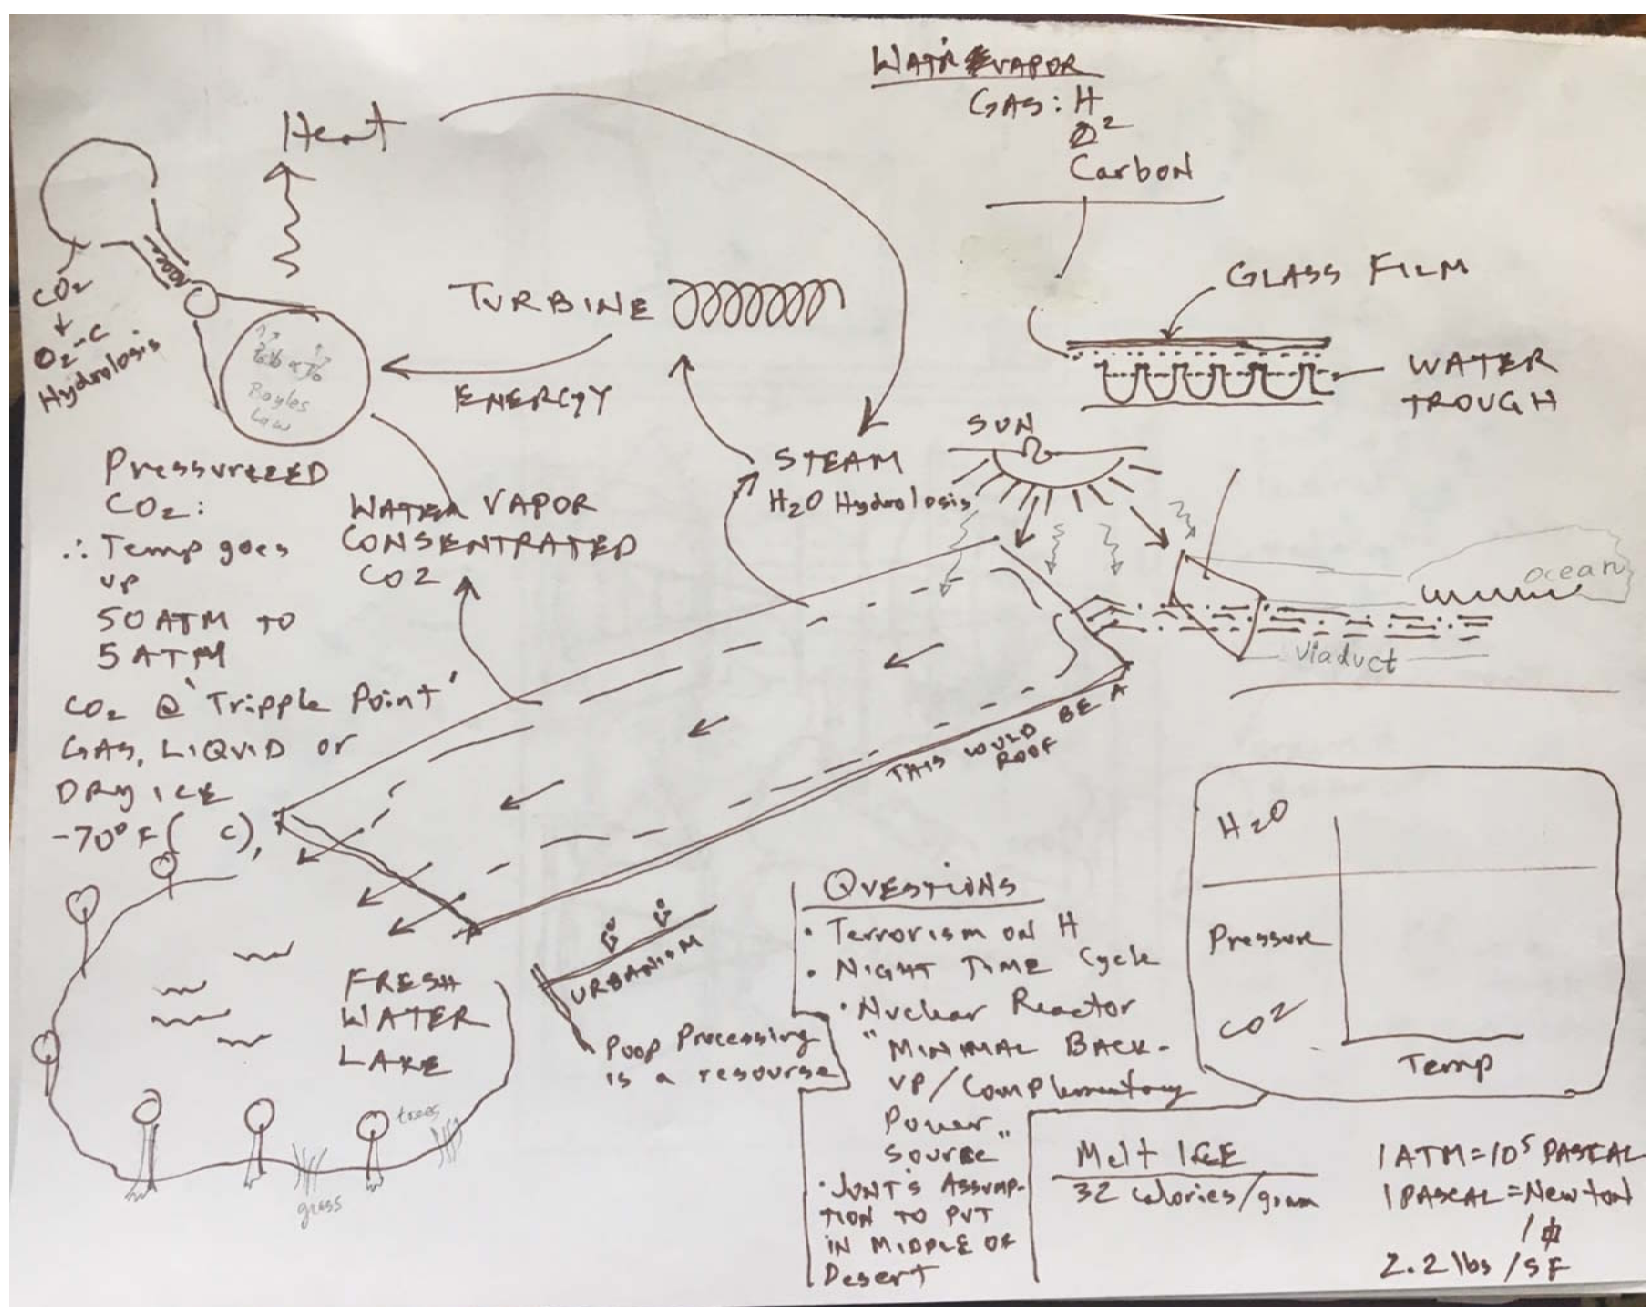 WATR VAPOR
GAS: H
O²
Carbon
Heat
GLASS FILM
WATER
TROUGH
TURBINE
ENERGY
CO₂
O₂-C
Hydrolosis
Boyles
Law
SUN
STEAM
H₂O Hydrolosis
Pressurezed
CO₂:
∴ Temp goes
up
50 ATM TO
5 ATM
CO₂ @ 'Tripple Point'
GAS, LIQUID or
DRY ICE
-70°F ( C),
WATER VAPOR
CONSENTRATED
CO2
ocean
viaduct
THIS WOULD BE A
ROOF
FRESH
WATER
LAKE
trees
grass
URBANISM
Poop Processing
is a resourse
QUESTIONS
• Terrorism on H
• NIGHT TIME Cycle
• Nuclear Reactor
"MINIMAL BACK-
UP/Complementary
Power
Source"
• JUNT'S ASSUMP-
TION TO PUT
IN MIDDLE OF
Desert
H₂O
Pressure
CO2
Temp
Melt ICE
32 calories/gram
1 ATM = 10⁵ PASCAL
1 PASCAL = Newton
2.2 lbs / SF